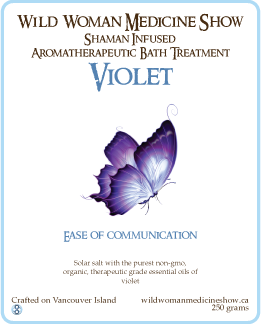 Wild Woman Medicine Show
Shaman Infused
Aromatherapeutic Bath Treatment
Violet
Ease of communication
Solar salt with the purest non-gmo,
organic, therapeutic grade essential oils of
violet
Crafted on Vancouver Island wildwomanmedicineshow.ca
250 grams